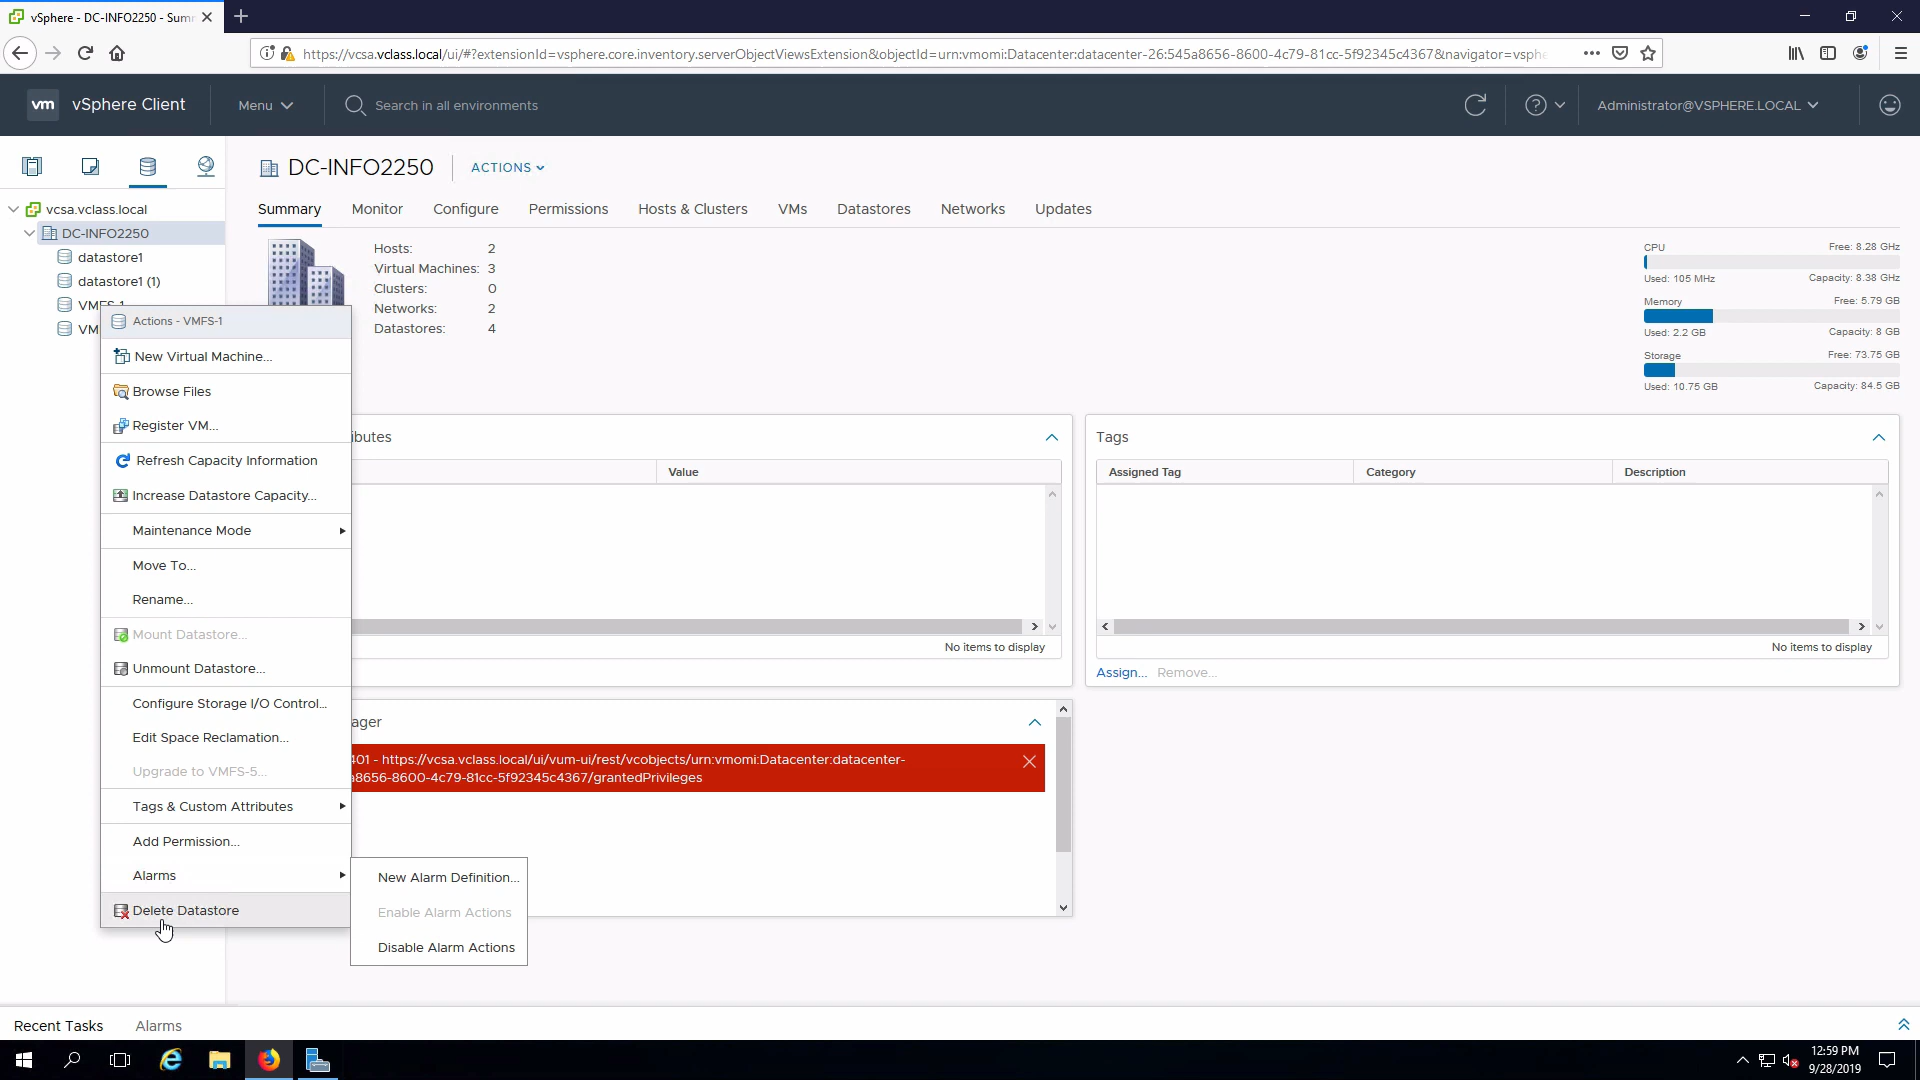 vSphere - DC-INFO2250 - Sum
https://vcsa.vclass.local/ui/#?extensionId=vsphere.core.inventory.serverObjectViewsExtension&objectId=urn:vmomi:Datacenter:datacenter-26:545a8656-8600-4c79-81cc-5f92345c4367&navigator=vsphe
vm vSphere Client
Menu
Search in all environments
Administrator@VSPHERE.LOCAL
DC-INFO2250
ACTIONS
Summary Monitor Configure Permissions Hosts & Clusters VMs Datastores Networks Updates
vcsa.vclass.local
DC-INFO2250
datastore1
datastore1 (1)
VMFS-1
VM
Hosts: 2
Virtual Machines: 3
Clusters: 0
Networks: 2
Datastores: 4
CPU Free: 8.28 GHz
Used: 105 MHz Capacity: 8.38 GHz
Memory Free: 5.79 GB
Used: 2.2 GB Capacity: 8 GB
Storage Free: 73.75 GB
Used: 10.75 GB Capacity: 84.5 GB
Actions - VMFS-1
New Virtual Machine...
Browse Files
Register VM...
Refresh Capacity Information
Increase Datastore Capacity...
Maintenance Mode
Move To...
Rename...
Mount Datastore...
Unmount Datastore...
Configure Storage I/O Control...
Edit Space Reclamation...
Upgrade to VMFS-5...
Tags & Custom Attributes
Add Permission...
Alarms
Delete Datastore
New Alarm Definition...
Enable Alarm Actions
Disable Alarm Actions
ibutes
Value
No items to display
Tags
Assigned Tag Category Description
No items to display
Assign... Remove...
ager
401 - https://vcsa.vclass.local/ui/vum-ui/rest/vcobjects/urn:vmomi:Datacenter:datacenter-
a8656-8600-4c79-81cc-5f92345c4367/grantedPrivileges
Recent Tasks Alarms
12:59 PM
9/28/2019